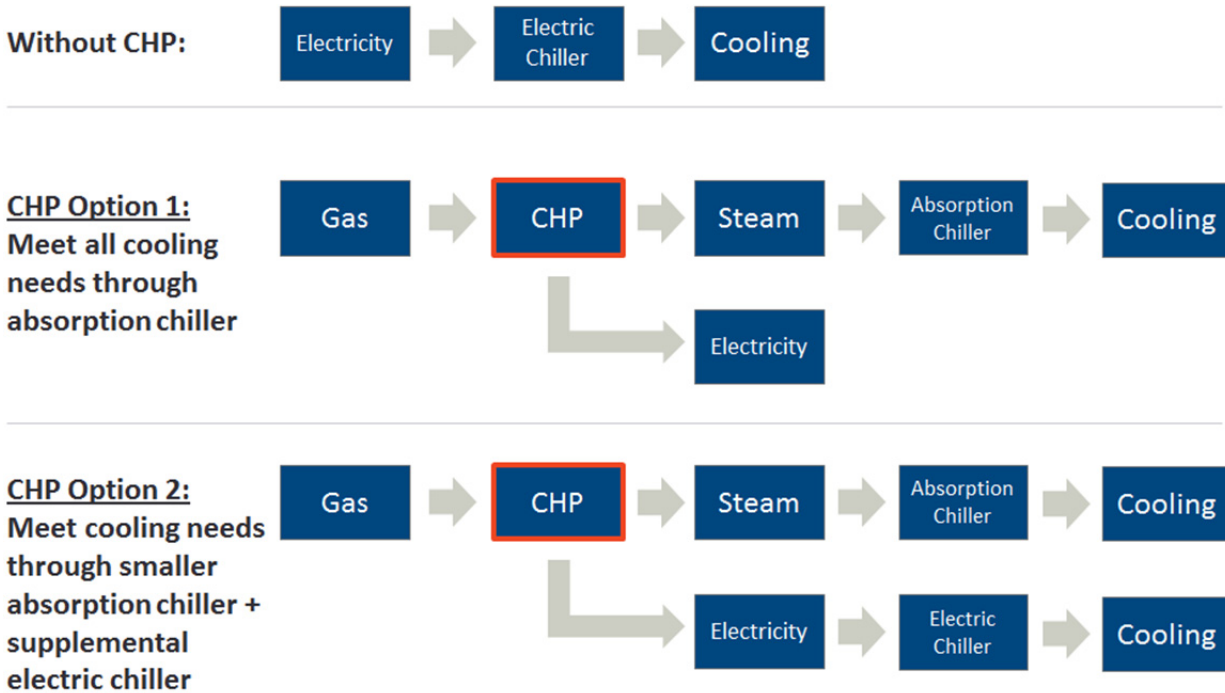 Without CHP:
Electricity
Electric
Chiller
Cooling
CHP Option 1:
Meet all cooling
needs through
absorption chiller
Gas
CHP
Steam
Absorption
Chiller
Cooling
Electricity
CHP Option 2:
Meet cooling needs
through smaller
absorption chiller +
supplemental
electric chiller
Gas
CHP
Steam
Absorption
Chiller
Cooling
Electricity
Electric
Chiller
Cooling